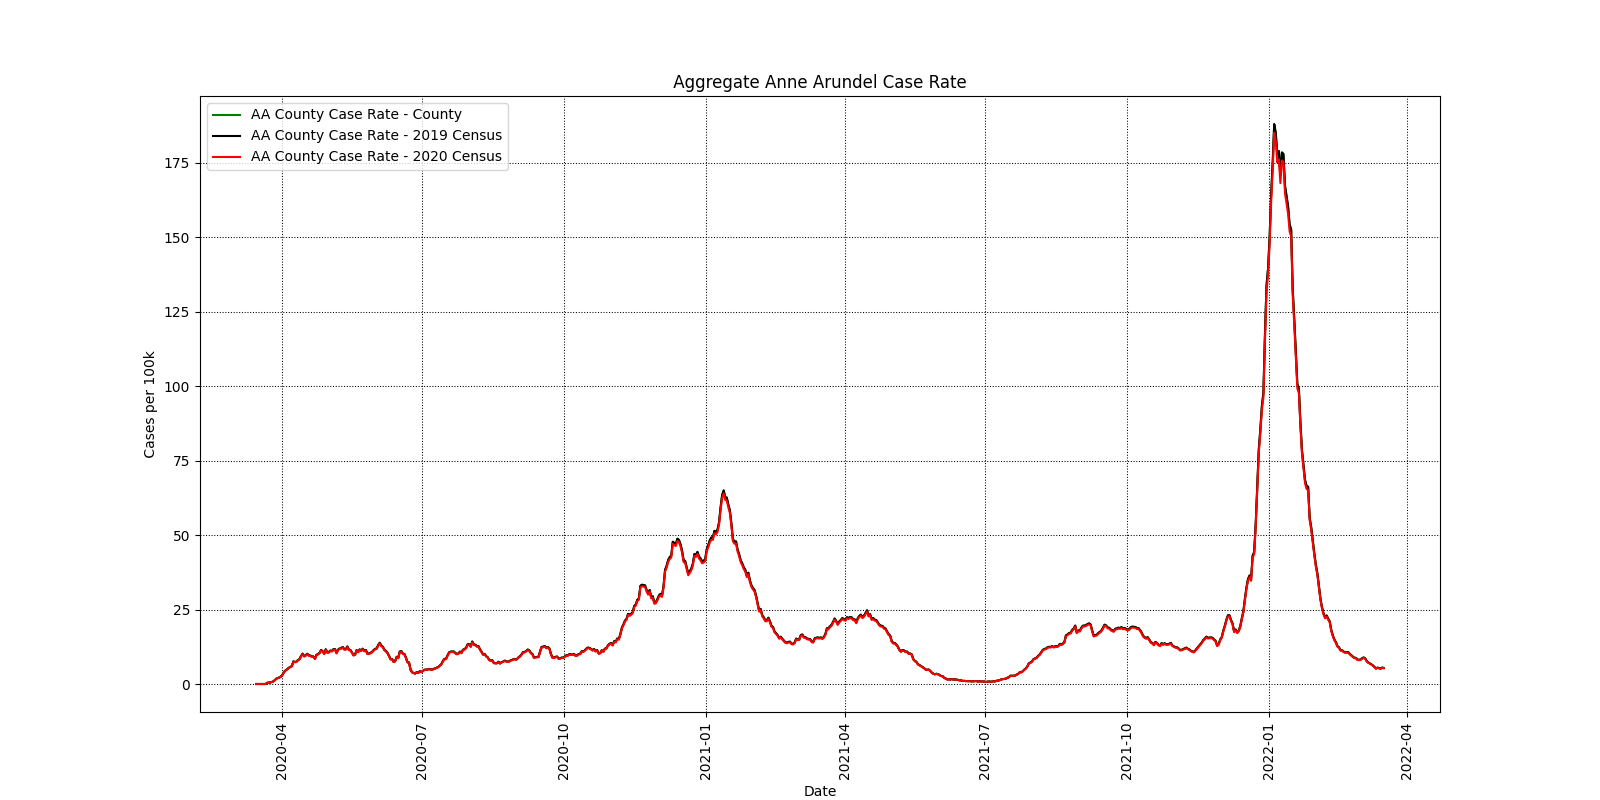 Aggregate Anne Arundel Case Rate
AA County Case Rate - County
AA County Case Rate - 2019 Census
AA County Case Rate - 2020 Census
175
150
125
100
75
50
25
0
Cases per 100k
2020-04
2020-07
2020-10
2021-01
2021-04
2021-07
2021-10
2022-01
2022-04
Date